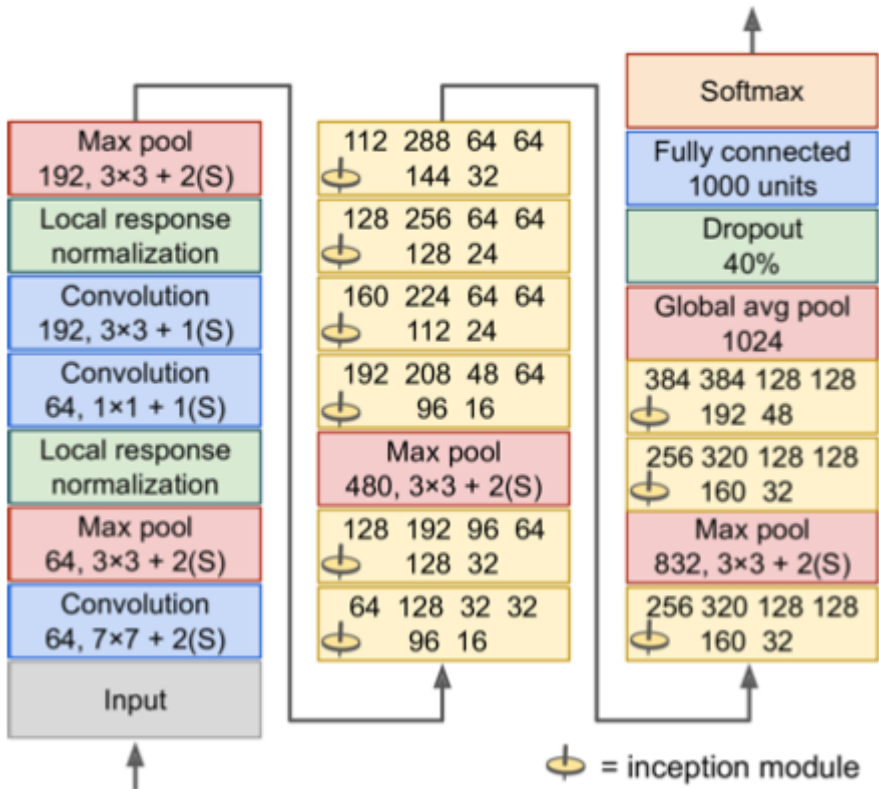 Max pool
192, 3×3 + 2(S)
Local response
normalization
Convolution
192, 3×3 + 1(S)
Convolution
64, 1×1 + 1(S)
Local response
normalization
Max pool
64, 3×3 + 2(S)
Convolution
64, 7×7 + 2(S)
Input
112 288 64 64
144 32
128 256 64 64
128 24
160 224 64 64
112 24
192 208 48 64
96 16
Max pool
480, 3×3 + 2(S)
128 192 96 64
128 32
64 128 32 32
96 16
Softmax
Fully connected
1000 units
Dropout
40%
Global avg pool
1024
384 384 128 128
192 48
256 320 128 128
160 32
Max pool
832, 3×3 + 2(S)
256 320 128 128
160 32
= inception module